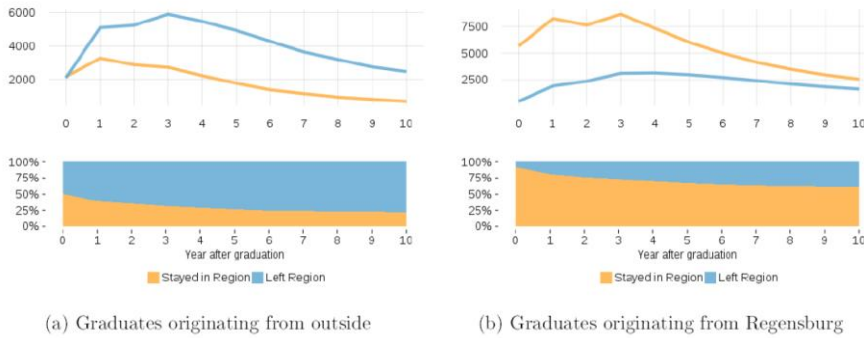 6000
4000
2000
0 1 2 3 4 5 6 7 8 9 10
100%
75%
50%
25%
0%
0 1 2 3 4 5 6 7 8 9 10
Year after graduation
Stayed in Region Left Region
(a) Graduates originating from outside
7500
5000
2500
0 1 2 3 4 5 6 7 8 9 10
100%
75%
50%
25%
0%
0 1 2 3 4 5 6 7 8 9 10
Year after graduation
Stayed in Region Left Region
(b) Graduates originating from Regensburg